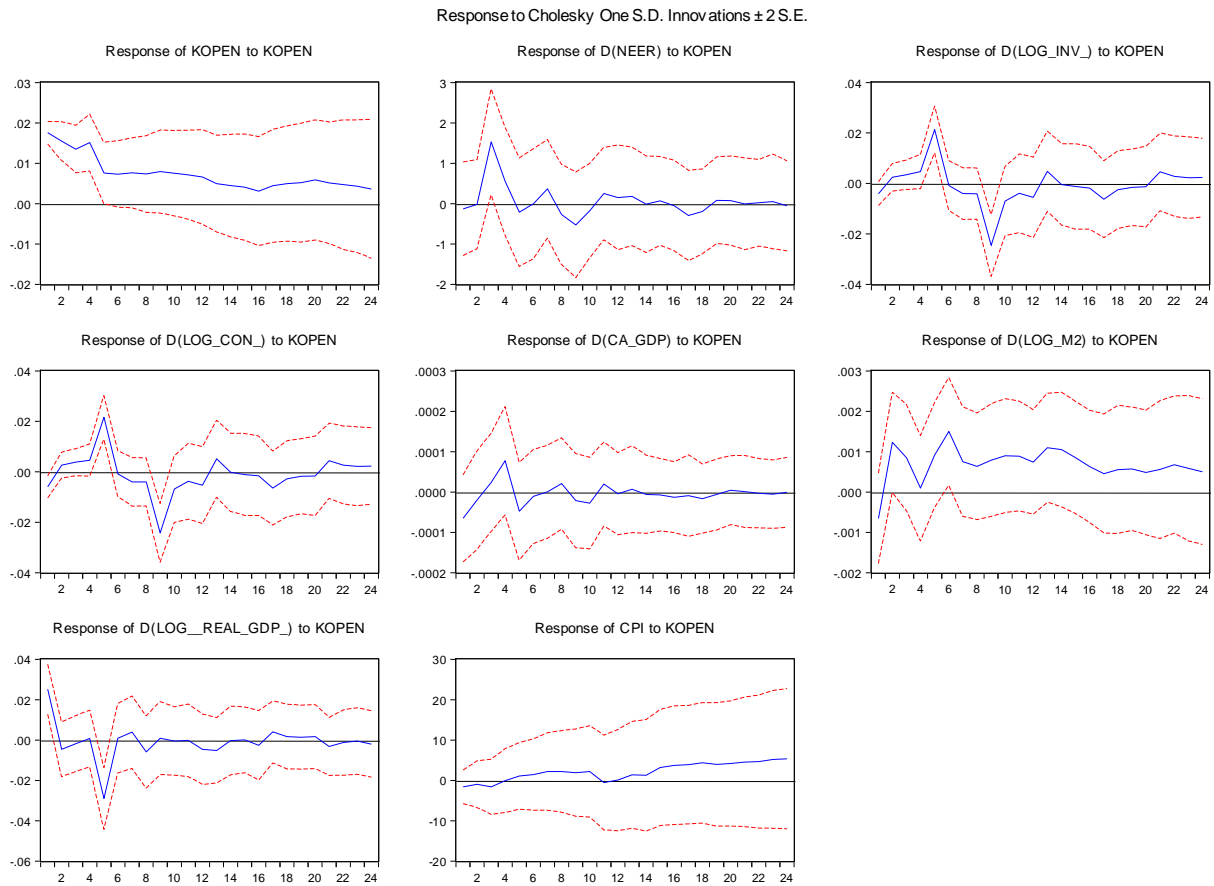 Response to Cholesky One S.D. Innovations ± 2 S.E.
Response of KOPEN to KOPEN
.03
.02
.01
.00
-.01
-.02
2 4 6 8 10 12 14 16 18 20 22 24
Response of D(NEER) to KOPEN
3
2
1
0
-1
-2
2 4 6 8 10 12 14 16 18 20 22 24
Response of D(LOG_INV_) to KOPEN
.04
.02
.00
-.02
-.04
2 4 6 8 10 12 14 16 18 20 22 24
Response of D(LOG_CON_) to KOPEN
.04
.02
.00
-.02
-.04
2 4 6 8 10 12 14 16 18 20 22 24
Response of D(CA_GDP) to KOPEN
.0003
.0002
.0001
.0000
-.0001
-.0002
2 4 6 8 10 12 14 16 18 20 22 24
Response of D(LOG_M2) to KOPEN
.003
.002
.001
.000
-.001
-.002
2 4 6 8 10 12 14 16 18 20 22 24
Response of D(LOG__REAL_GDP_) to KOPEN
.04
.02
.00
-.02
-.04
-.06
2 4 6 8 10 12 14 16 18 20 22 24
Response of CPI to KOPEN
30
20
10
0
-10
-20
2 4 6 8 10 12 14 16 18 20 22 24